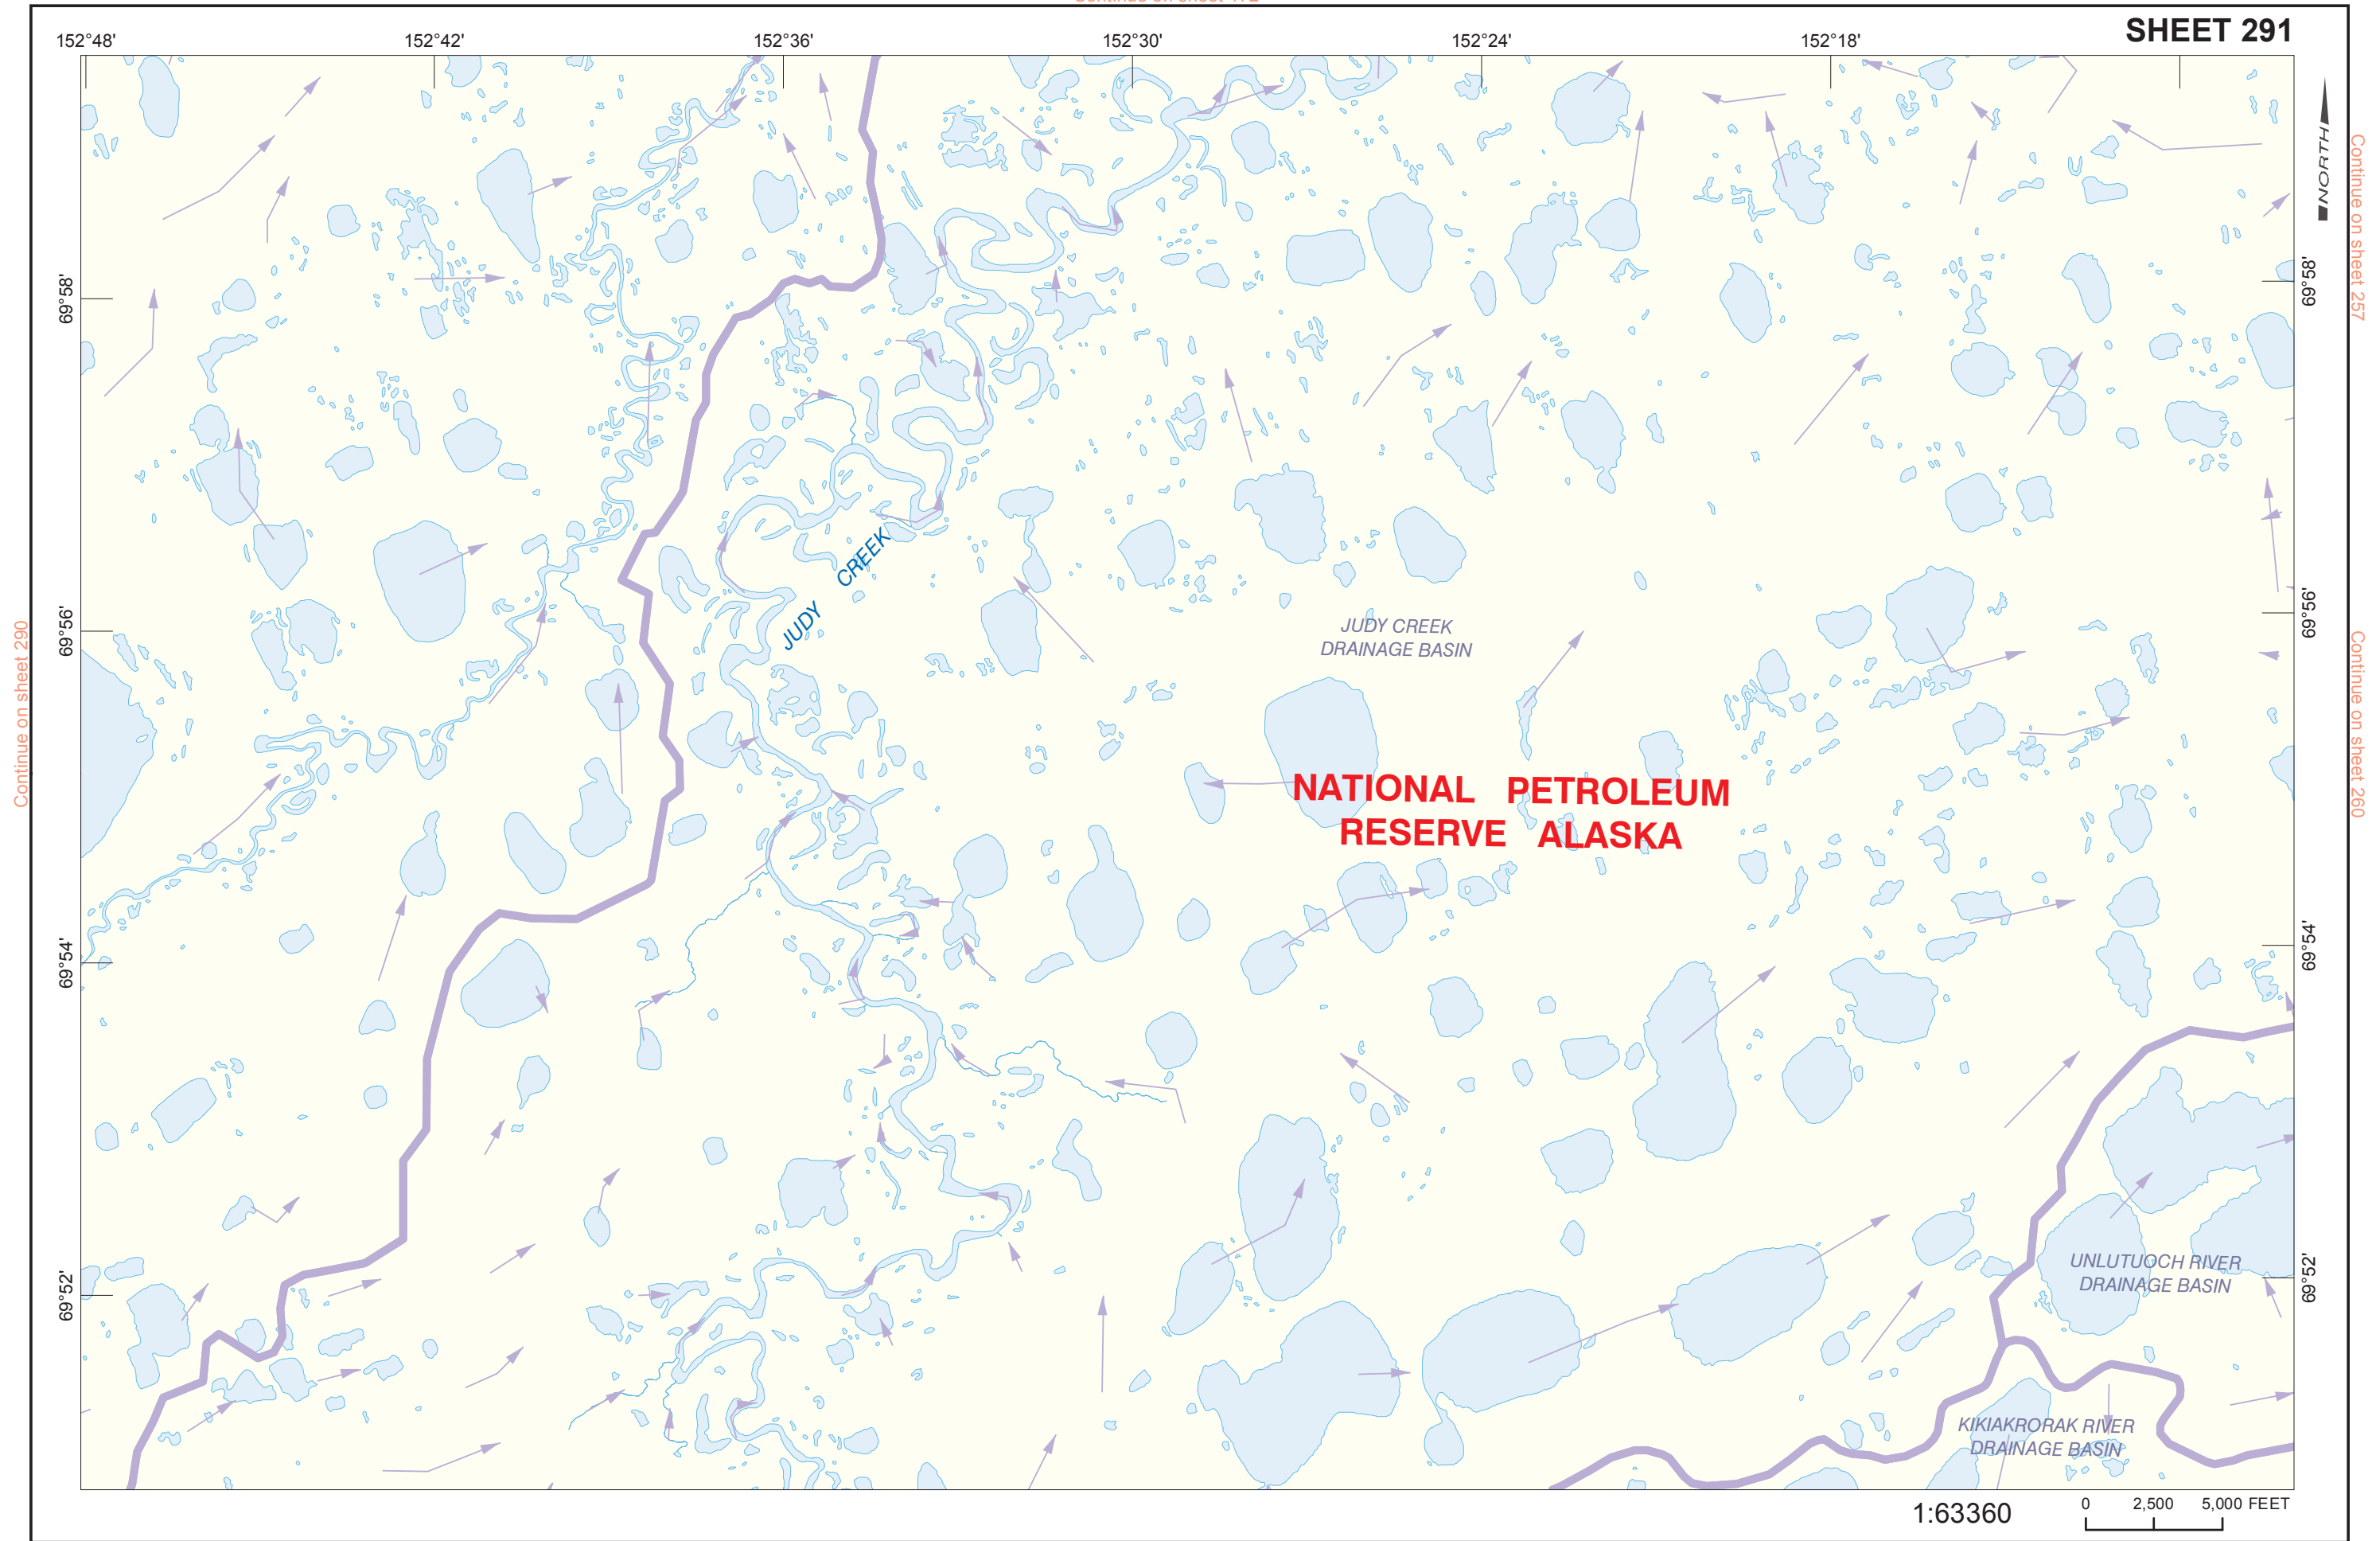 SHEET 291
152°48'
152°42'
152°36'
152°30'
152°24'
152°18'
NORTH
Continue on sheet 257
69°58'
69°58'
JUDY CREEK
69°56'
69°56'
JUDY CREEK
DRAINAGE BASIN
Continue on sheet 290
Continue on sheet 260
NATIONAL PETROLEUM
RESERVE ALASKA
69°54'
69°54'
UNLUTUOCH RIVER
DRAINAGE BASIN
69°52'
69°52'
KIKIAKRORAK RIVER
DRAINAGE BASIN
1:63360
0 2,500 5,000 FEET